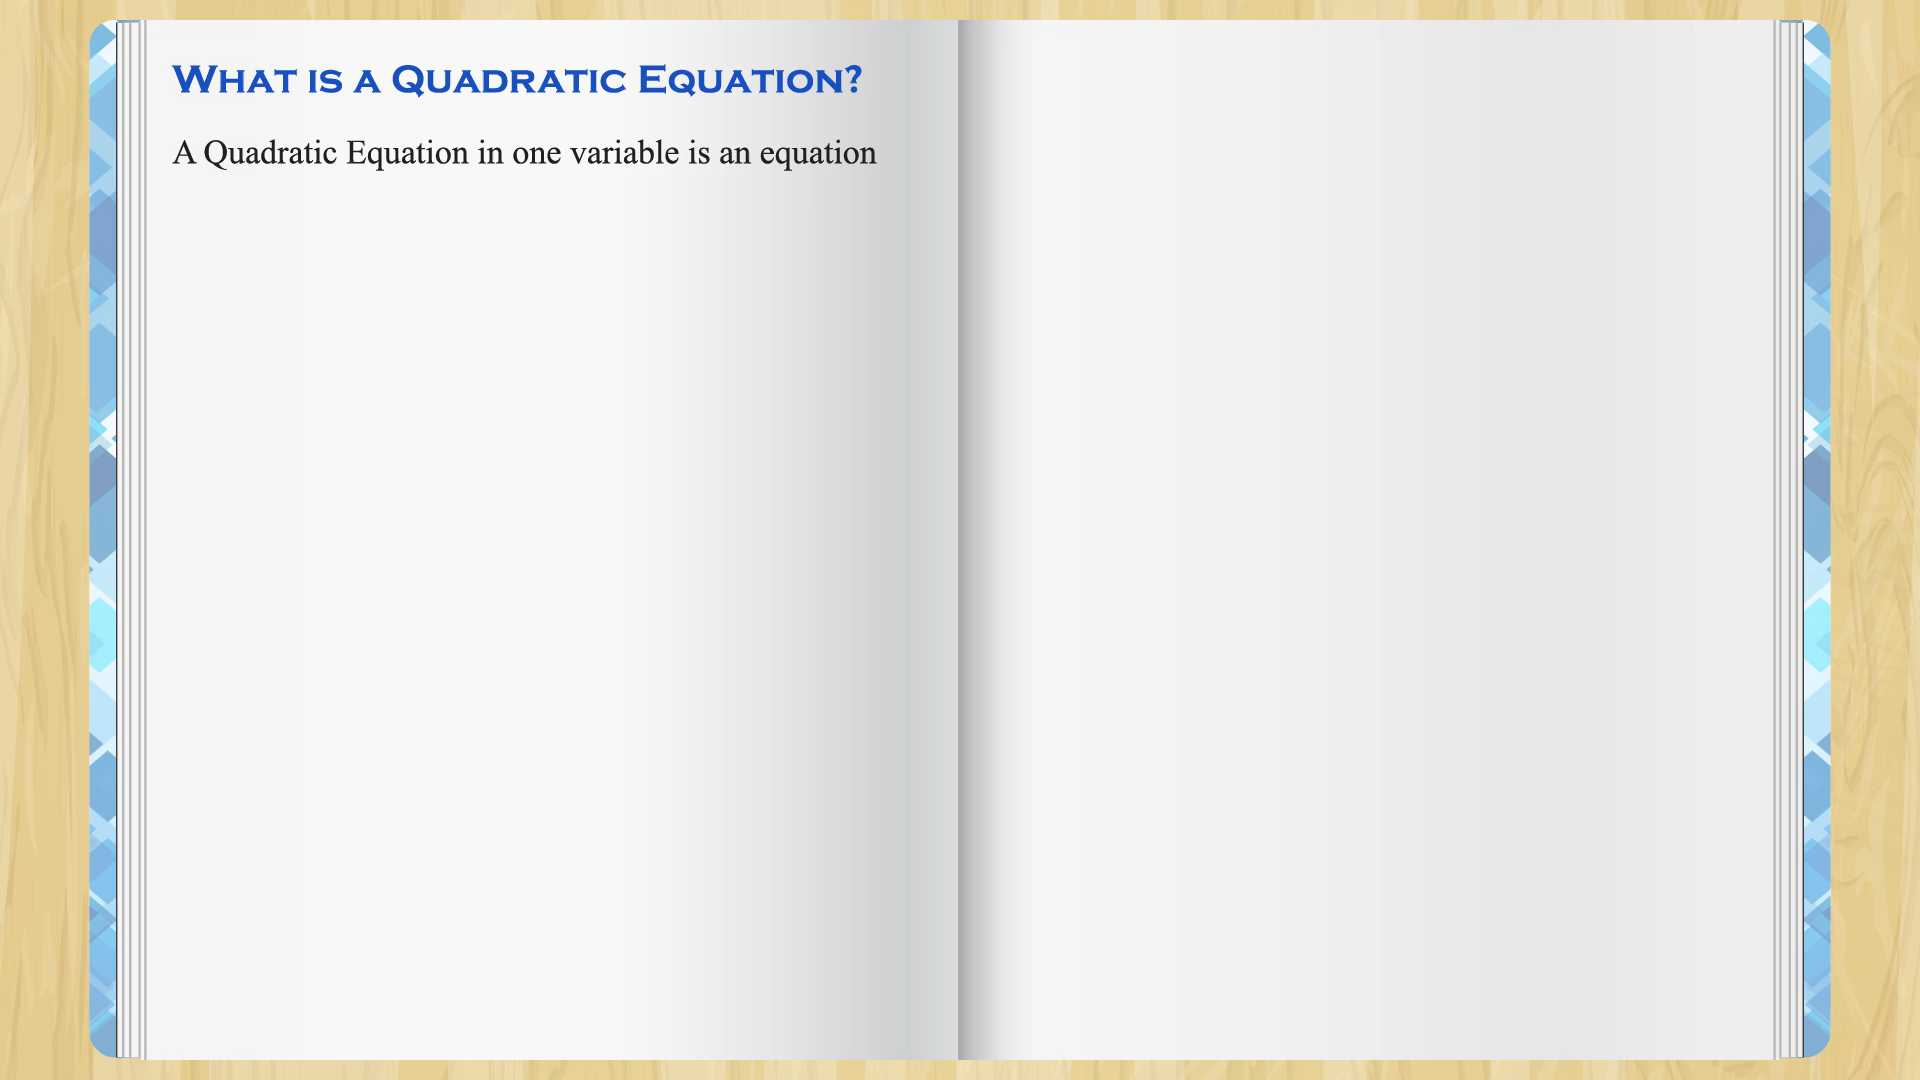 What is a Quadratic Equation?
A Quadratic Equation in one variable is an equation